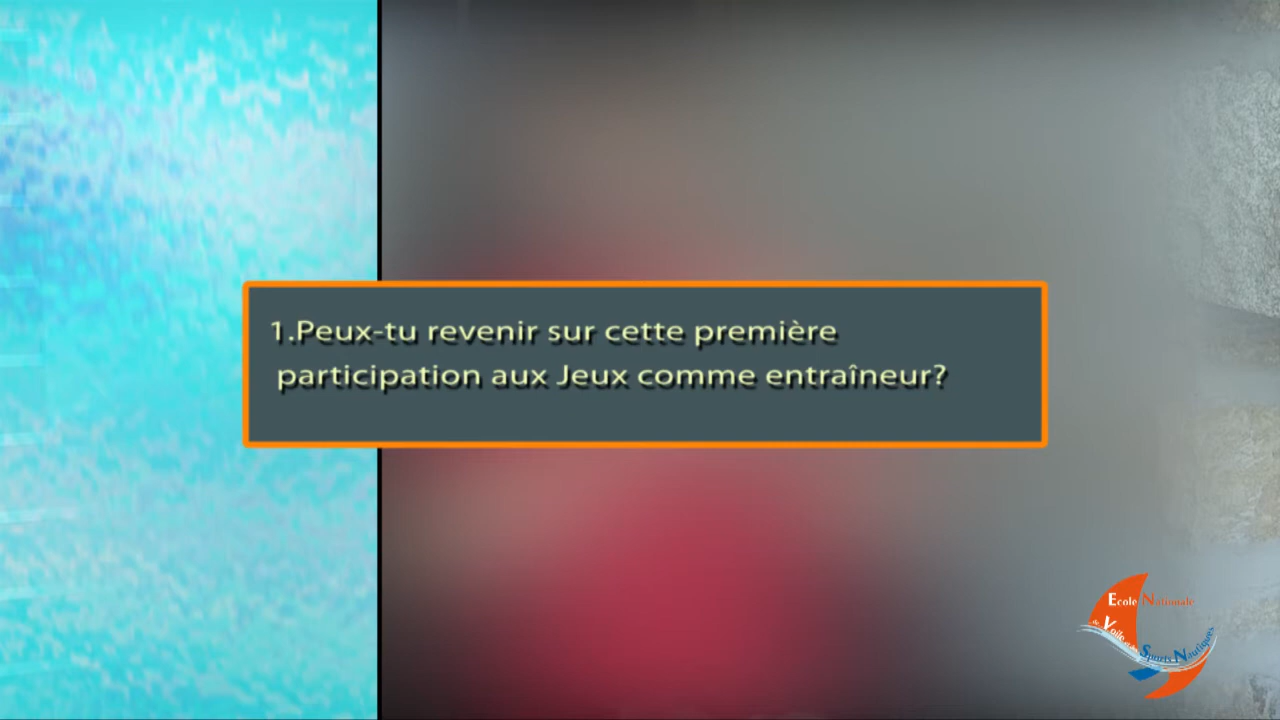 1.Peux-tu revenir sur cette première
participation aux Jeux comme entraîneur?
Ecole Nationale
de Voile et des
Sports Nautiques